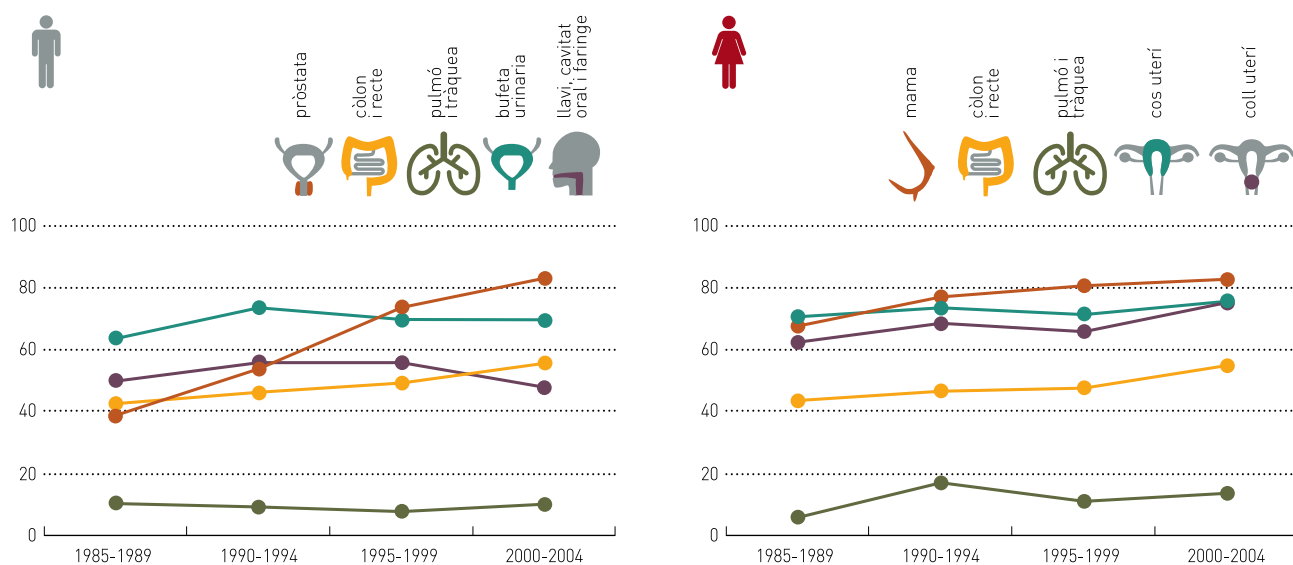 pròstata
còlon
i recte
pulmó
i tràquea
bufeta
urinaria
llavi, cavitat
oral i faringe
100
80
60
40
20
0
1985-1989
1990-1994
1995-1999
2000-2004
mama
còlon
i recte
pulmó i
tràquea
cos uterí
coll uterí
100
80
60
40
20
0
1985-1989
1990-1994
1995-1999
2000-2004